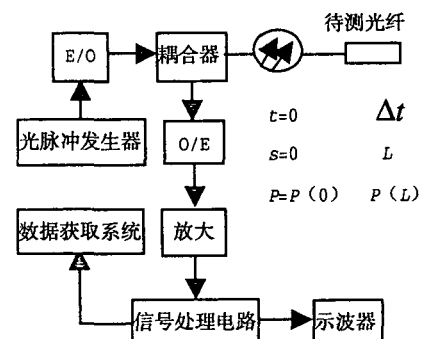 待测光纤
E/O
耦合器
光脉冲发生器
O/E
t=0 Δt
s=0 L
P=P（0） P（L）
数据获取系统
放大
信号处理电路
示波器